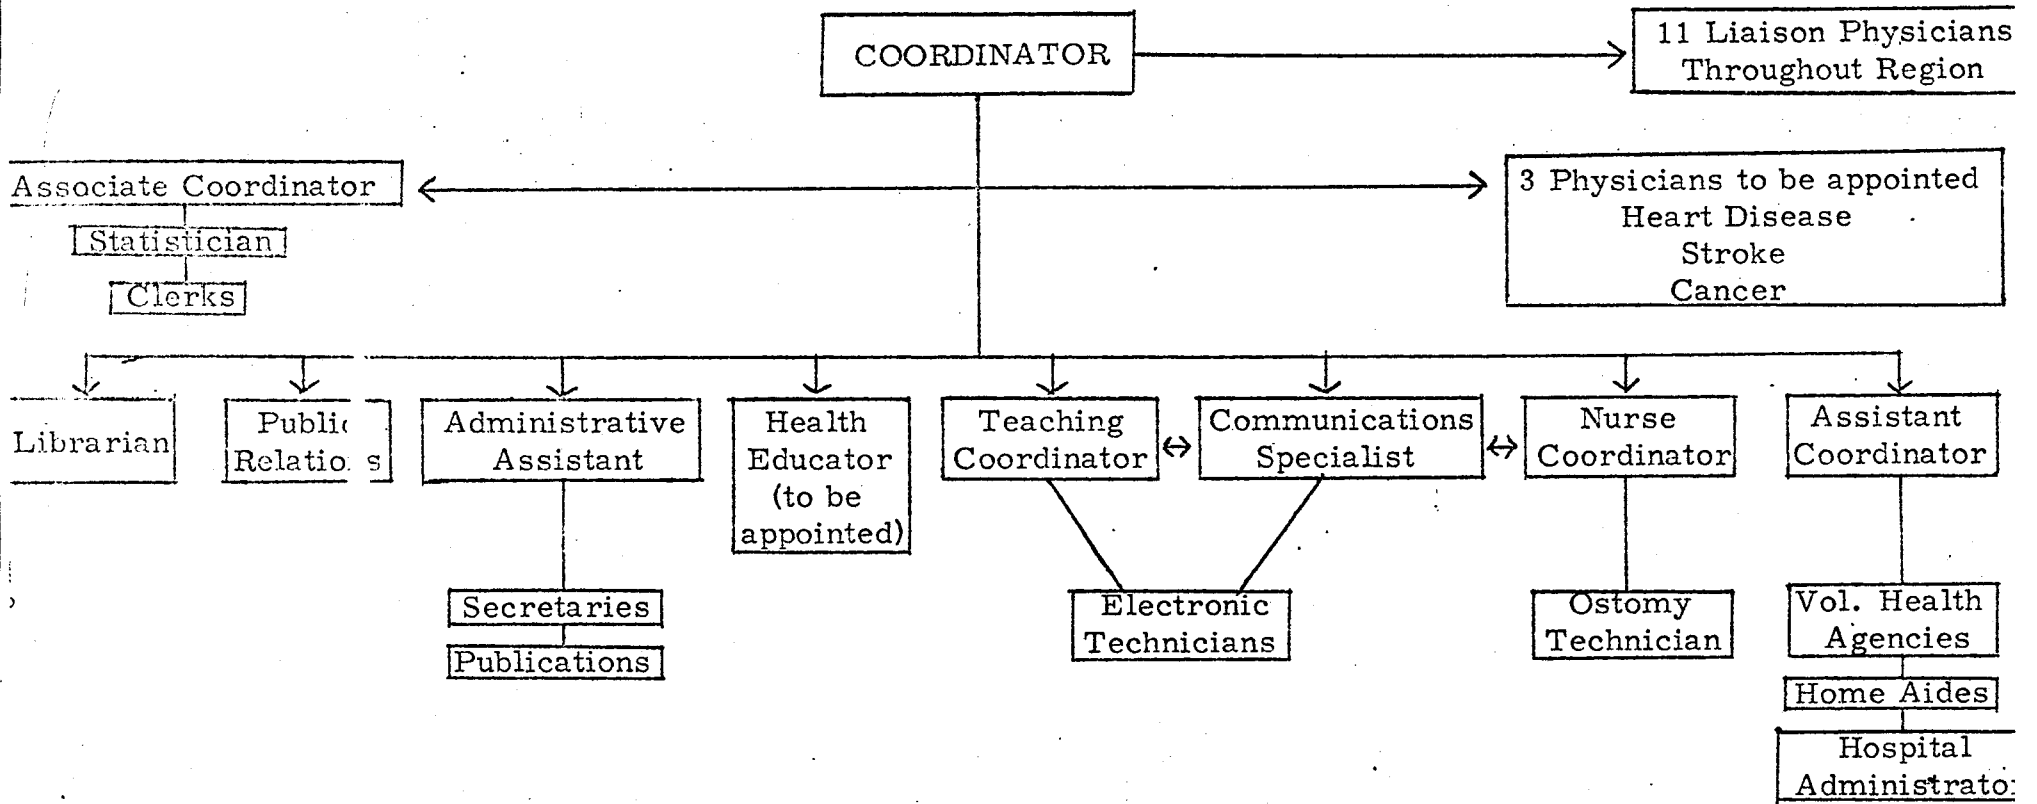 COORDINATOR
11 Liaison Physicians
Throughout Region
Associate Coordinator
3 Physicians to be appointed
Heart Disease
Stroke
Cancer
Statistician
Clerks
Librarian
Public
Relations
Administrative
Assistant
Health
Educator
(to be
appointed)
Teaching
Coordinator
Communications
Specialist
Nurse
Coordinator
Assistant
Coordinator
Secretaries
Publications
Electronic
Technicians
Ostomy
Technician
Vol. Health
Agencies
Home Aides
Hospital
Administrator